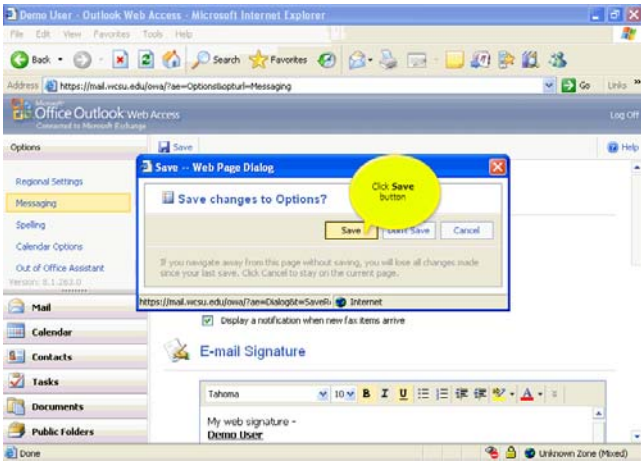 Demo User - Outlook Web Access - Microsoft Internet Explorer
File Edit View Favorites Tools Help
Back Search Favorites
Address https://mail.wcsu.edu/owa/?ae=Options&opturl=Messaging Go Links »
Microsoft
Office Outlook Web Access
Connected to Microsoft Exchange
Log Off
Options
Save
Help
Regional Settings
Messaging
Spelling
Calendar Options
Out of Office Assistant
Version: 8.1.263.0
Mail
Calendar
Contacts
Tasks
Documents
Public Folders
Save -- Web Page Dialog
Save changes to Options?
Click Save
button
Save Don't Save Cancel
If you navigate away from this page without saving, you will lose all changes made
since your last save. Click Cancel to stay on the current page.
https://mail.wcsu.edu/owa/?ae=Dialog&t=SaveR Internet
Display a notification when new fax items arrive
E-mail Signature
Tahoma 10 B I U A
My web signature -
Demo User
Done
Unknown Zone (Mixed)